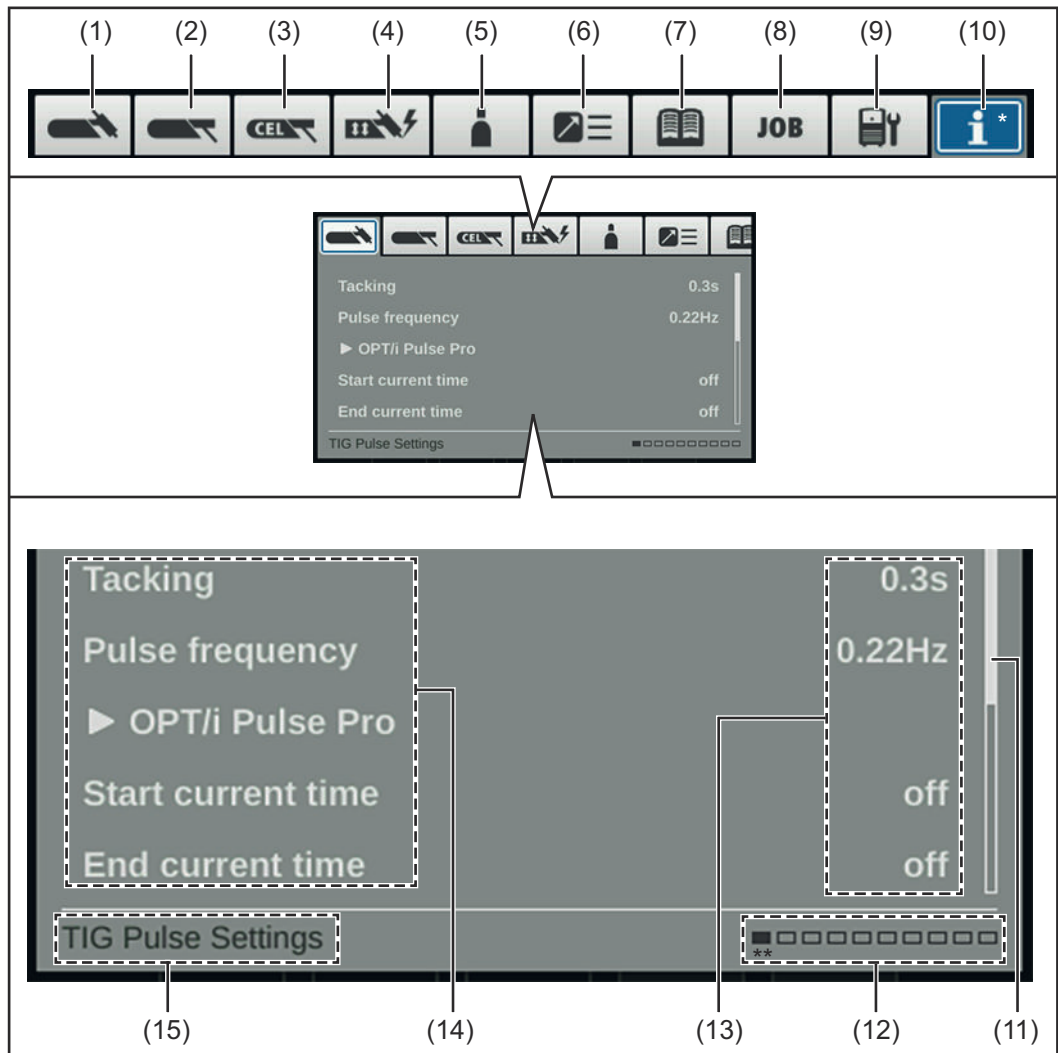 (1) (2) (3) (4) (5) (6) (7) (8) (9) (10)
CEL JOB i *
CEL
Tacking 0.3s
Pulse frequency 0.22Hz
► OPT/i Pulse Pro
Start current time off
End current time off
TIG Pulse Settings
Tacking 0.3s
Pulse frequency 0.22Hz
► OPT/i Pulse Pro
Start current time off
End current time off
TIG Pulse Settings
**
(15) (14) (13) (12) (11)